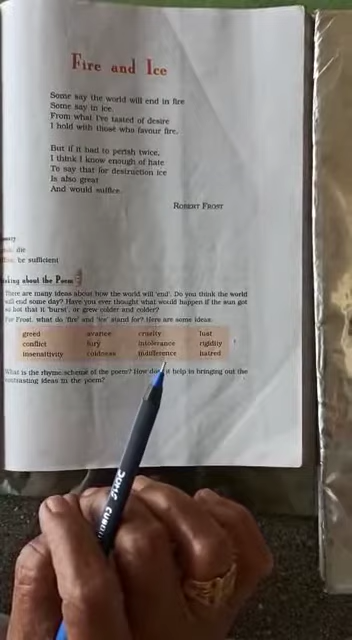 Fire and Ice
Some say the world will end in fire
Some say in ice.
From what I've tasted of desire
I hold with those who favour fire.
But if it had to perish twice,
I think I know enough of hate
To say that for destruction ice
Is also great
And would suffice.
ROBERT FROST
die
be sufficient
about the Poem
There are many ideas about how the world will 'end'. Do you think the world
will end some day? Have you ever thought what would happen if the sun got
so hot that it 'burst', or grew colder and colder?
For Frost, what do 'fire' and 'ice' stand for? Here are some ideas:
greed avarice cruelty lust
conflict fury intolerance rigidity
insensitivity coldness indifference hatred
What is the rhyme scheme of the poem? How does it help in bringing out the
contrasting ideas in the poem?